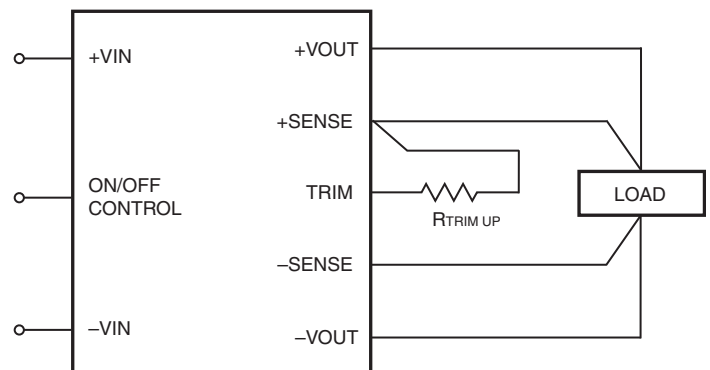 +VIN
+VOUT
+SENSE
ON/OFF
CONTROL
TRIM
RTRIM UP
LOAD
–SENSE
–VIN
–VOUT